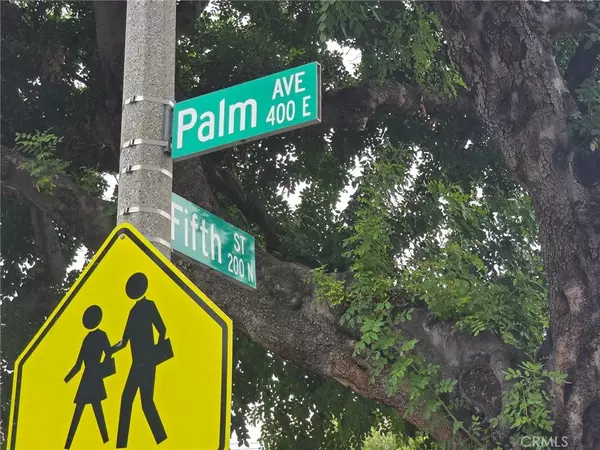 Palm AVE
400 E
Fifth ST
200 N
CRMLS